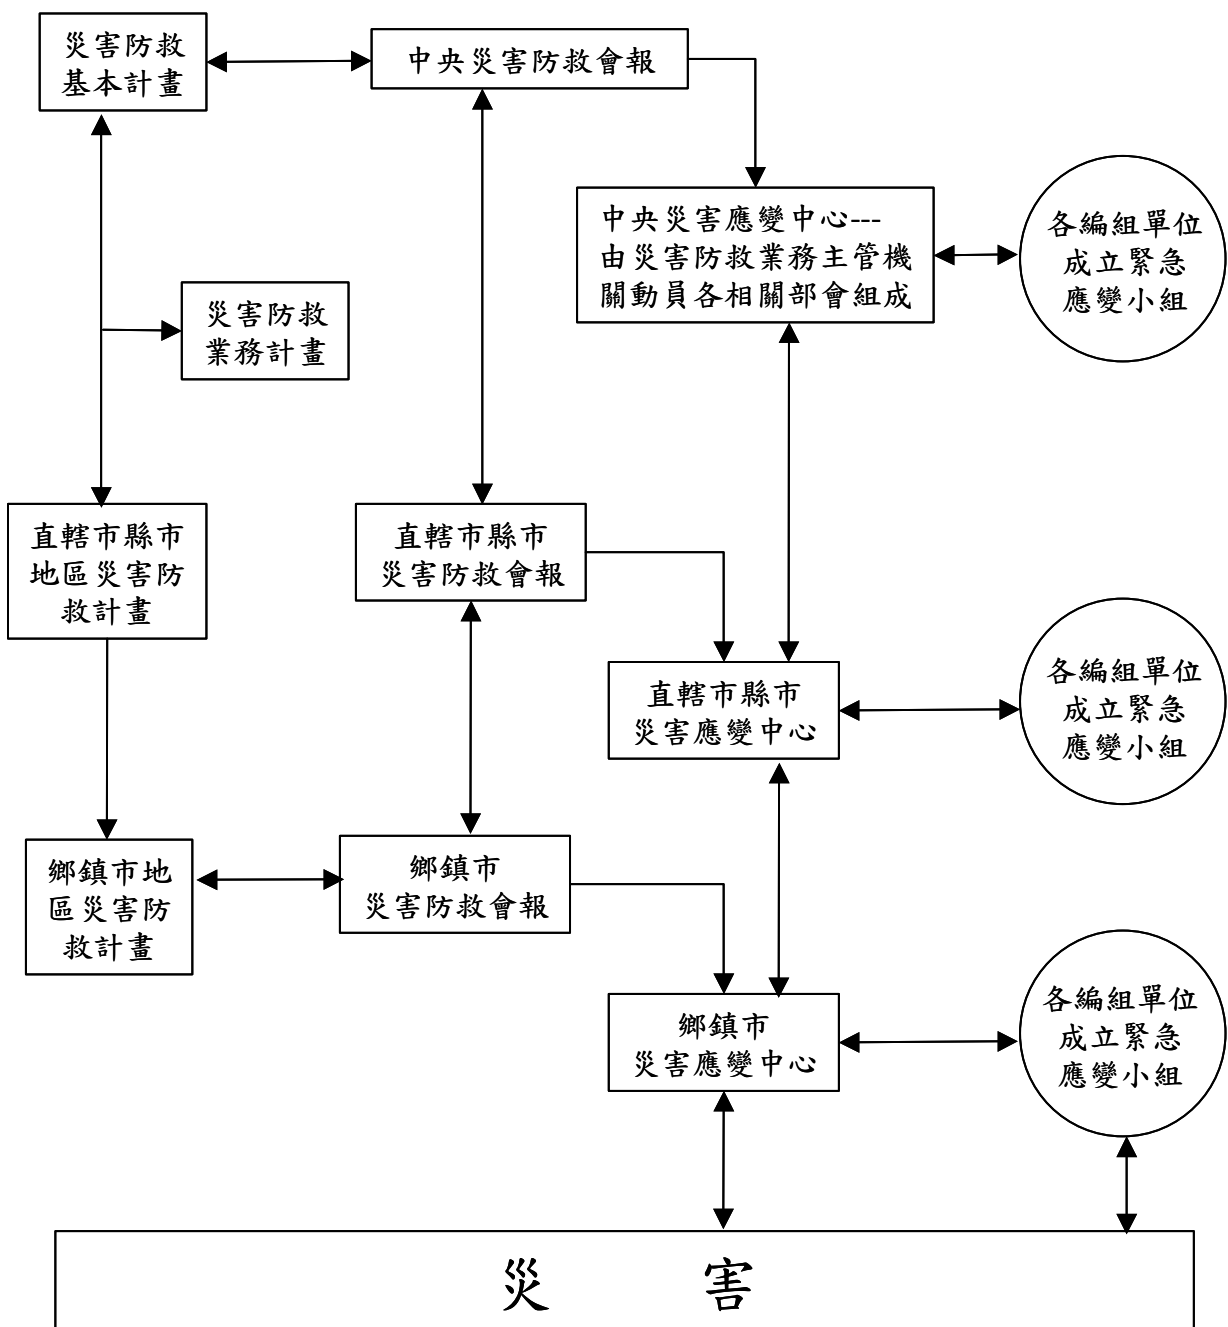 災害防救
基本計畫
中央災害防救會報
中央災害應變中心---
由災害防救業務主管機
關動員各相關部會組成
各編組單位
成立緊急
應變小組
災害防救
業務計畫
直轄市縣市
地區災害防
救計畫
直轄市縣市
災害防救會報
直轄市縣市
災害應變中心
各編組單位
成立緊急
應變小組
鄉鎮市地
區災害防
救計畫
鄉鎮市
災害防救會報
鄉鎮市
災害應變中心
各編組單位
成立緊急
應變小組
災害